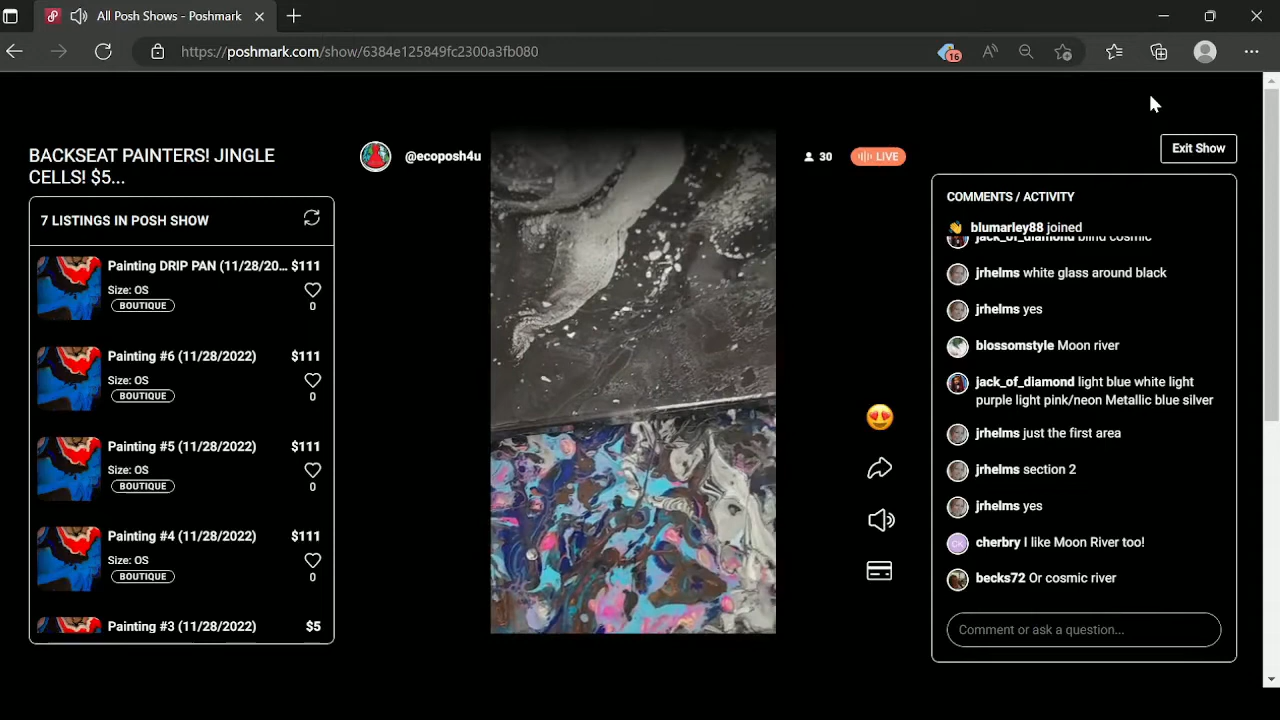 All Posh Shows - Poshmark
https://poshmark.com/show/6384e125849fc2300a3fb080
16
BACKSEAT PAINTERS! JINGLE
CELLS! $5...
@ecoposh4u
30
LIVE
Exit Show
7 LISTINGS IN POSH SHOW
Painting DRIP PAN (11/28/20... $111
Size: OS
BOUTIQUE
0
Painting #6 (11/28/2022) $111
Size: OS
BOUTIQUE
0
Painting #5 (11/28/2022) $111
Size: OS
BOUTIQUE
0
Painting #4 (11/28/2022) $111
Size: OS
BOUTIQUE
0
Painting #3 (11/28/2022) $5
COMMENTS / ACTIVITY
👋 blumarley88 joined
jack_of_diamond blind cosmic
jrhelms white glass around black
jrhelms yes
blossomstyle Moon river
jack_of_diamond light blue white light
purple light pink/neon Metallic blue silver
jrhelms just the first area
jrhelms section 2
jrhelms yes
CK
cherbry I like Moon River too!
becks72 Or cosmic river
Comment or ask a question...